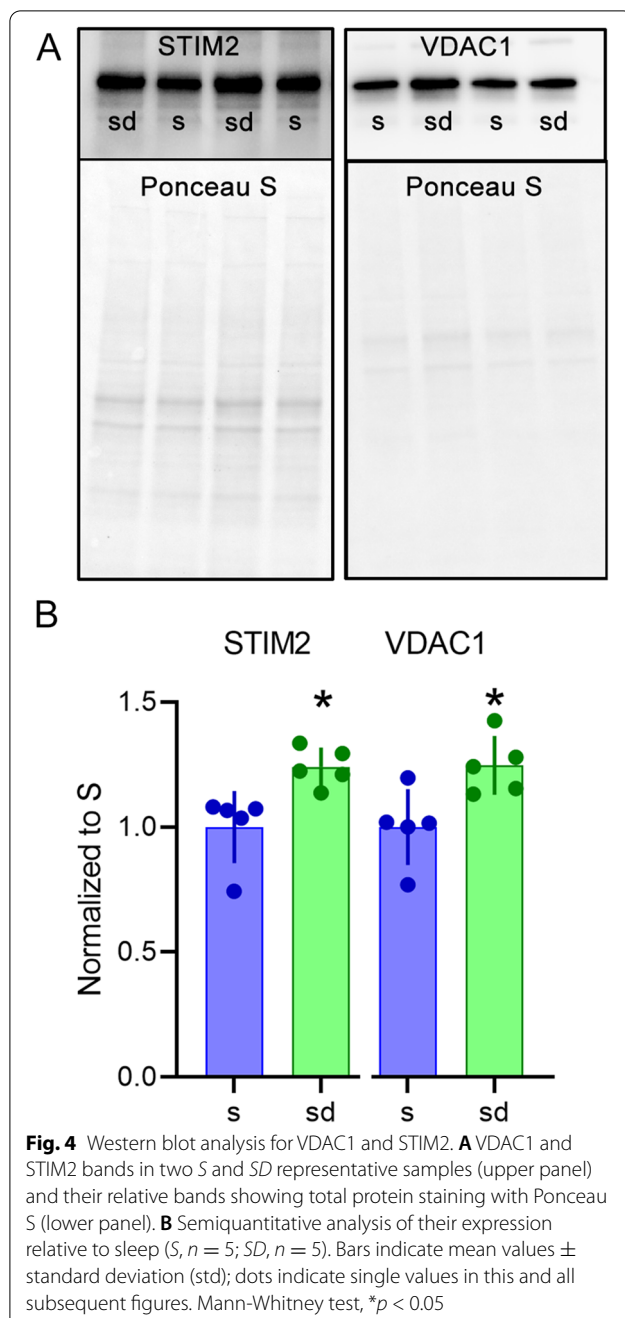 A
STIM2 VDAC1
sd s sd s s sd s sd
Ponceau S Ponceau S
B
STIM2 VDAC1
1.5
* *
1.0
Normalized to S
0.5
0.0
s sd s sd
Fig. 4 Western blot analysis for VDAC1 and STIM2. A VDAC1 and
STIM2 bands in two S and SD representative samples (upper panel)
and their relative bands showing total protein staining with Ponceau
S (lower panel). B Semiquantitative analysis of their expression
relative to sleep (S, n = 5; SD, n = 5). Bars indicate mean values ±
standard deviation (std); dots indicate single values in this and all
subsequent figures. Mann-Whitney test, *p < 0.05